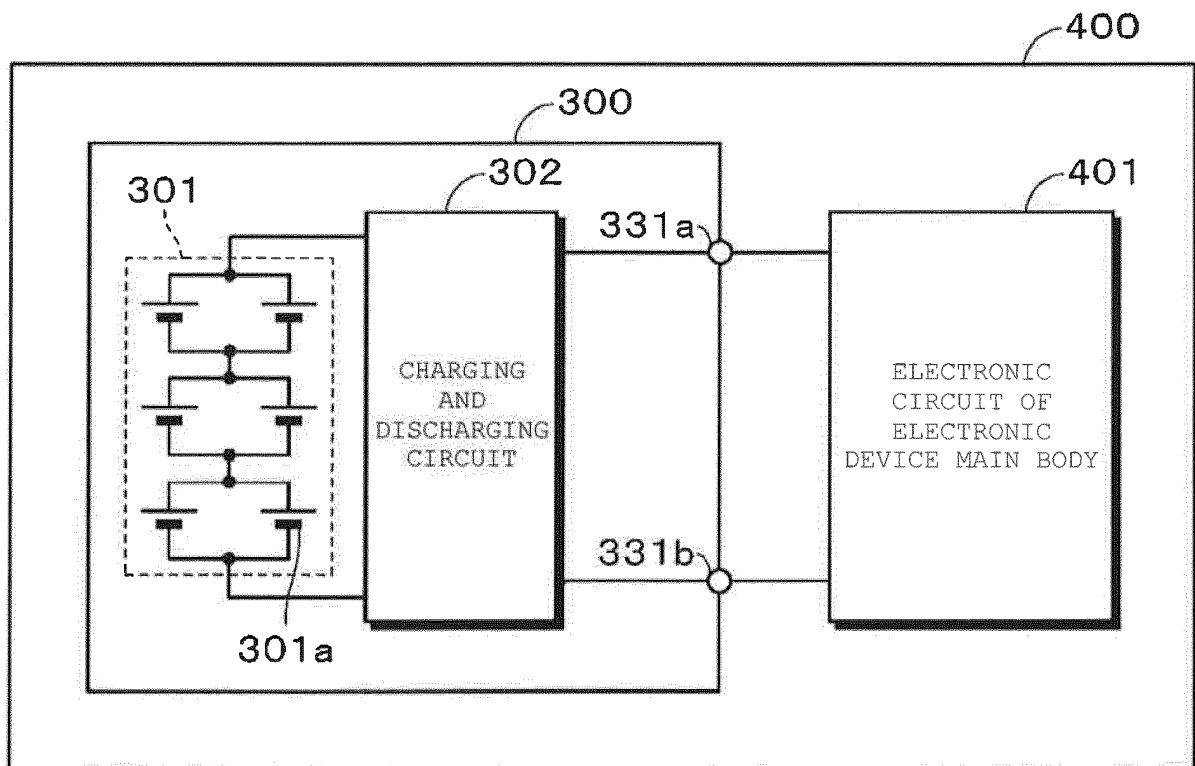 400
300
302
401
301
331a
CHARGING
AND
DISCHARGING
CIRCUIT
ELECTRONIC
CIRCUIT OF
ELECTRONIC
DEVICE MAIN BODY
331b
301a